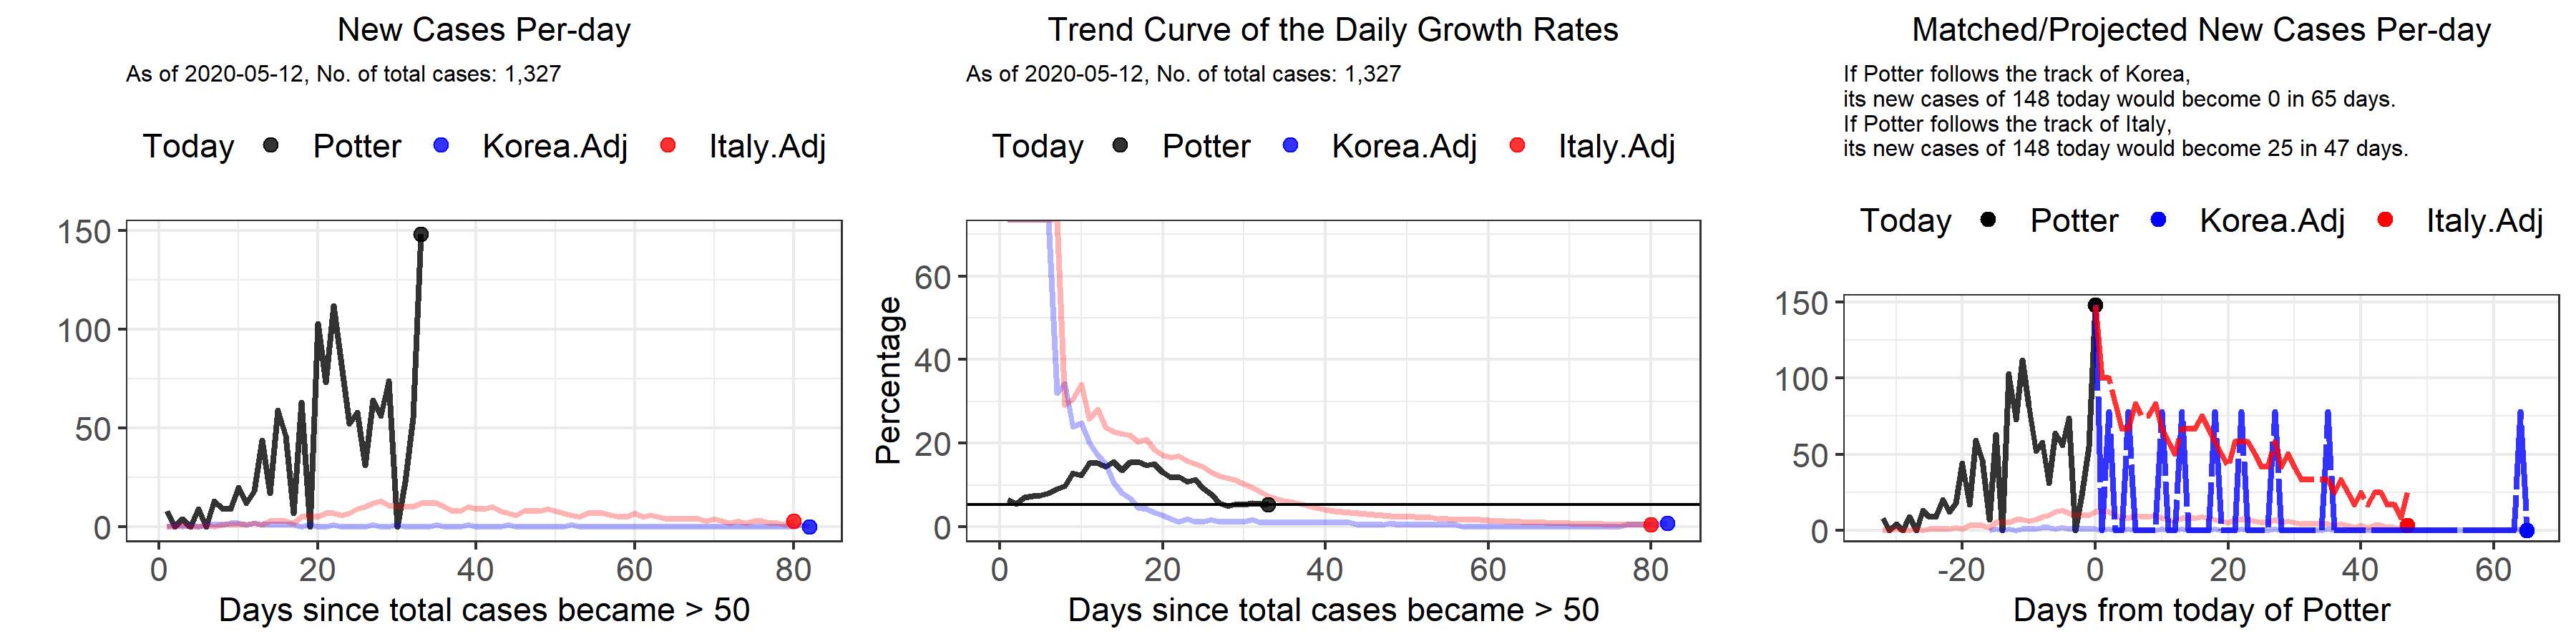 New Cases Per-day
As of 2020-05-12, No. of total cases: 1,327
Today Potter Korea.Adj Italy.Adj
150
100
50
0
0 20 40 60 80
Days since total cases became > 50
Trend Curve of the Daily Growth Rates
As of 2020-05-12, No. of total cases: 1,327
Today Potter Korea.Adj Italy.Adj
Percentage
60
40
20
0
0 20 40 60 80
Days since total cases became > 50
Matched/Projected New Cases Per-day
If Potter follows the track of Korea,
its new cases of 148 today would become 0 in 65 days.
If Potter follows the track of Italy,
its new cases of 148 today would become 25 in 47 days.
Today Potter Korea.Adj Italy.Adj
150
100
50
0
-20 0 20 40 60
Days from today of Potter